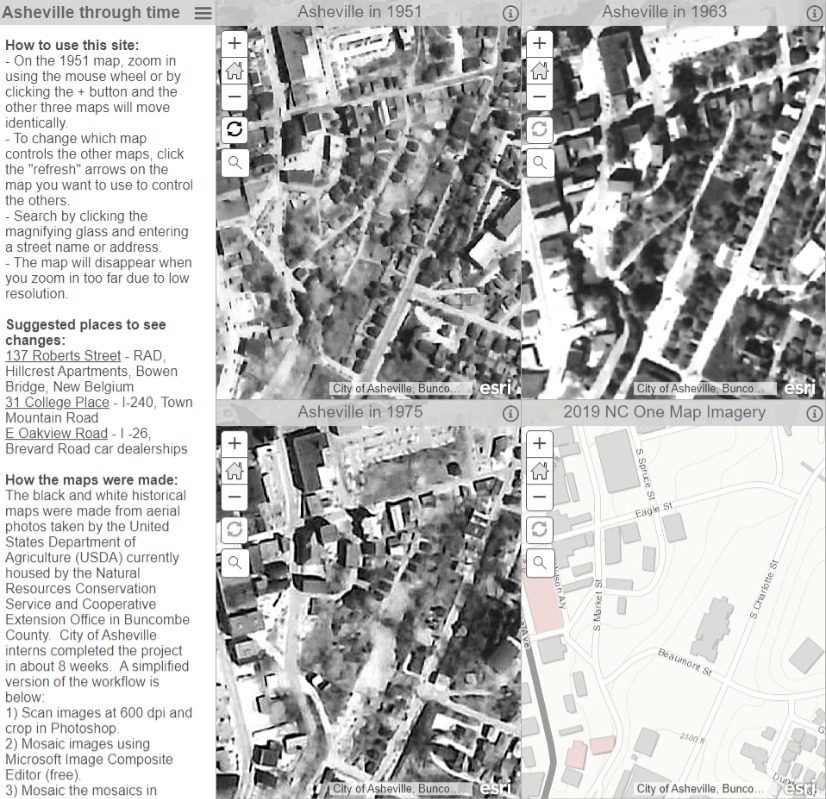 Asheville through time
How to use this site:
- On the 1951 map, zoom in
using the mouse wheel or by
clicking the + button and the
other three maps will move
identically.
- To change which map
controls the other maps, click
the "refresh" arrows on the
map you want to use to control
the others.
- Search by clicking the
magnifying glass and entering
a street name or address.
- The map will disappear when
you zoom in too far due to low
resolution.
Suggested places to see
changes:
137 Roberts Street - RAD,
Hillcrest Apartments, Bowen
Bridge, New Belgium
31 College Place - I-240, Town
Mountain Road
E Oakview Road - I -26,
Brevard Road car dealerships
How the maps were made:
The black and white historical
maps were made from aerial
photos taken by the United
States Department of
Agriculture (USDA) currently
housed by the Natural
Resources Conservation
Service and Cooperative
Extension Office in Buncombe
County.  City of Asheville
interns completed the project
in about 8 weeks.  A simplified
version of the workflow is
below:
1) Scan images at 600 dpi and
crop in Photoshop.
2) Mosaic images using
Microsoft Image Composite
Editor (free).
3) Mosaic the mosaics in
Asheville in 1951
City of Asheville, Bunco...
esri
Asheville in 1963
City of Asheville, Bunco...
esri
Asheville in 1975
City of Asheville, Bunco...
esri
2019 NC One Map Imagery
S Spruce St
Eagle St
S Market St
S Charlotte St
Beaumont St
2100 ft
City of Asheville, Bunco...
esri